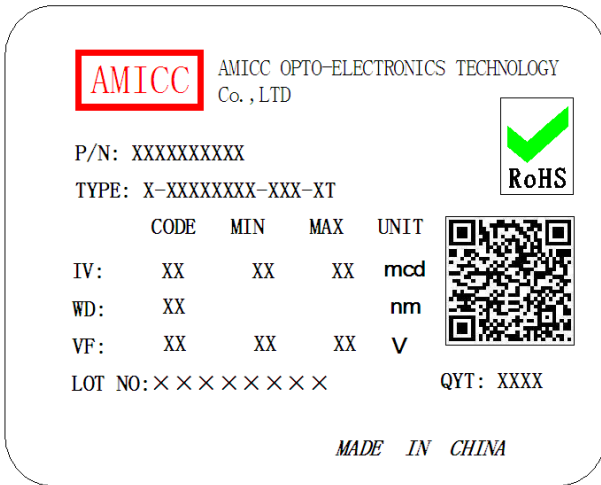 AMICC
AMICC OPTO-ELECTRONICS TECHNOLOGY
Co.,LTD
RoHS
P/N: XXXXXXXXXX
TYPE: X-XXXXXXXX-XXX-XT
CODE MIN MAX UNIT
IV: XX XX XX mcd
WD: XX nm
VF: XX XX XX V
LOT NO:×××××××× QYT: XXXX
MADE IN CHINA